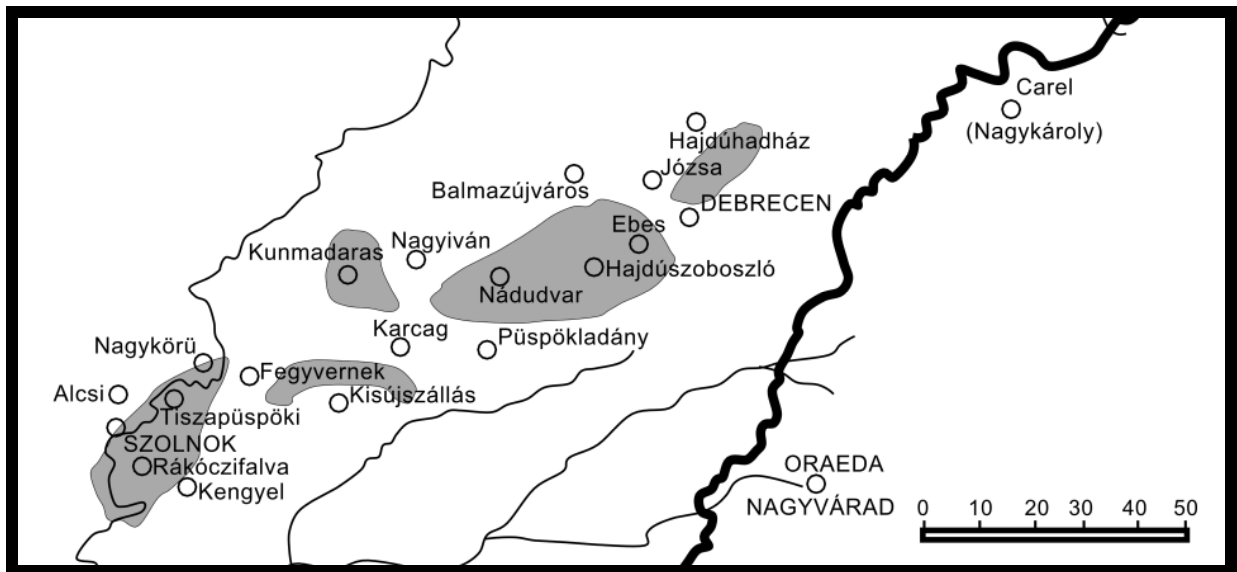 Carel
(Nagykároly)
Hajdúhadház
Józsa
Balmazújváros
DEBRECEN
Ebes
Kunmadaras
Nagyiván
Hajdúszoboszló
Nádudvar
Karcag
Püspökladány
Nagykörü
Fegyvernek
Alcsi
Kisújszállás
Tiszapüspöki
SZOLNOK
Rákóczifalva
Kengyel
ORAEDA
NAGYVÁRAD
0 10 20 30 40 50